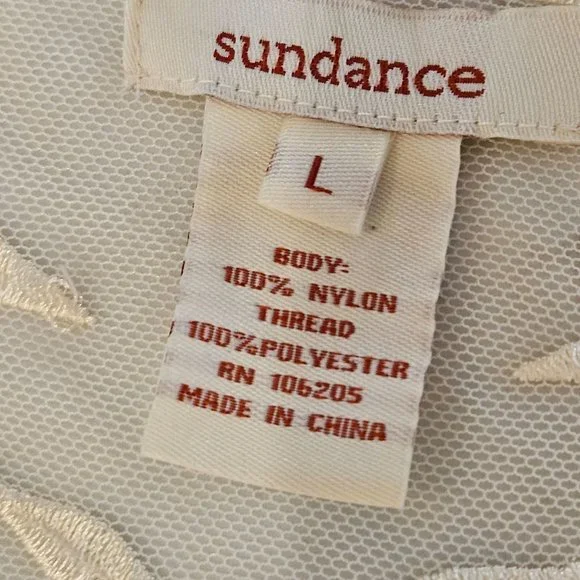 sundance
L
BODY:
100% NYLON
THREAD
100%POLYESTER
RN 106205
MADE IN CHINA